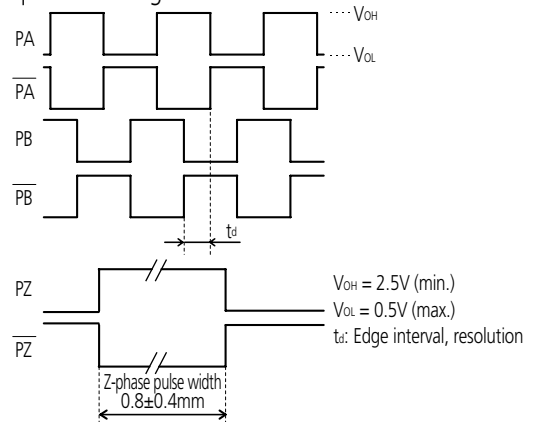 VOH
PA
VOL
PA
PB
PB
td
PZ
VOH = 2.5V (min.)
VOL = 0.5V (max.)
td: Edge interval, resolution
PZ
Z-phase pulse width
0.8±0.4mm